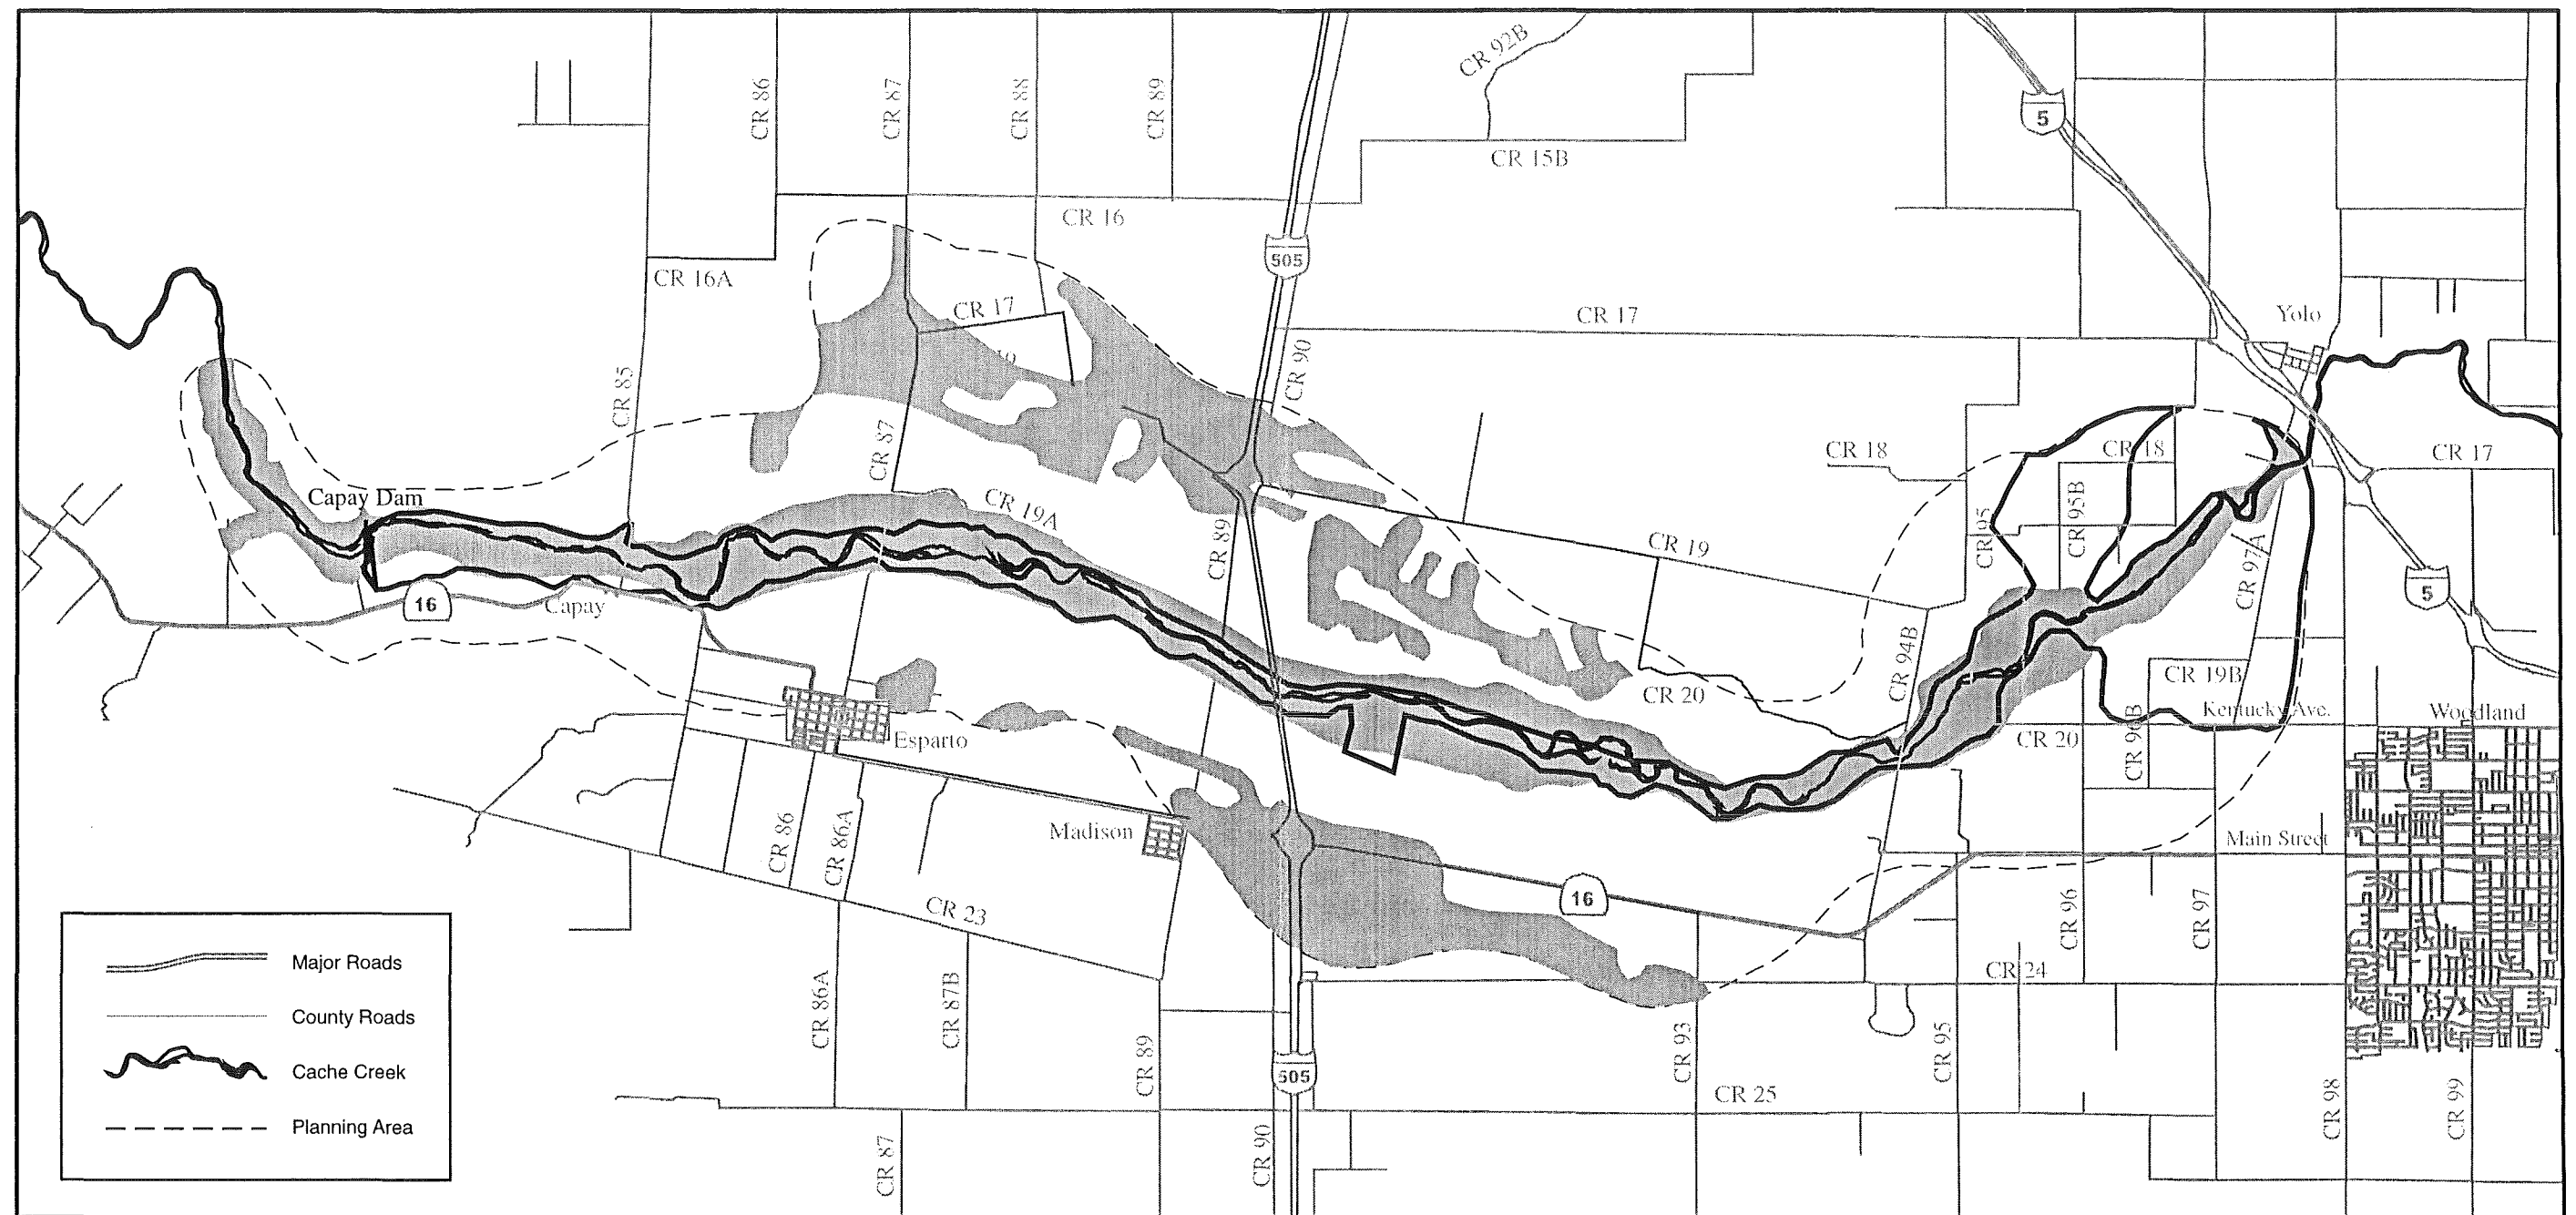 CR 92B
5
CR 86
CR 87
CR 88
CR 89
CR 15B
CR 16
505
CR 16A
CR 17
CR 17
Yolo
CR 90
CR 85
CR 87
CR 18
CR 18
CR 17
Capay Dam
CR 19A
CR 95
CR 95B
CR 89
CR 19
CR 97A
5
16
Capay
CR 94B
CR 19B
CR 20
Kentucky Ave.
Woodland
Esparto
CR 20
CR 96B
Madison
Main Street
CR 86
CR 86A
16
CR 23
CR 96
CR 97
CR 24
CR 86A
CR 87B
CR 89
505
CR 93
CR 95
CR 25
CR 98
CR 99
CR 87
CR 90
Major Roads
County Roads
Cache Creek
Planning Area